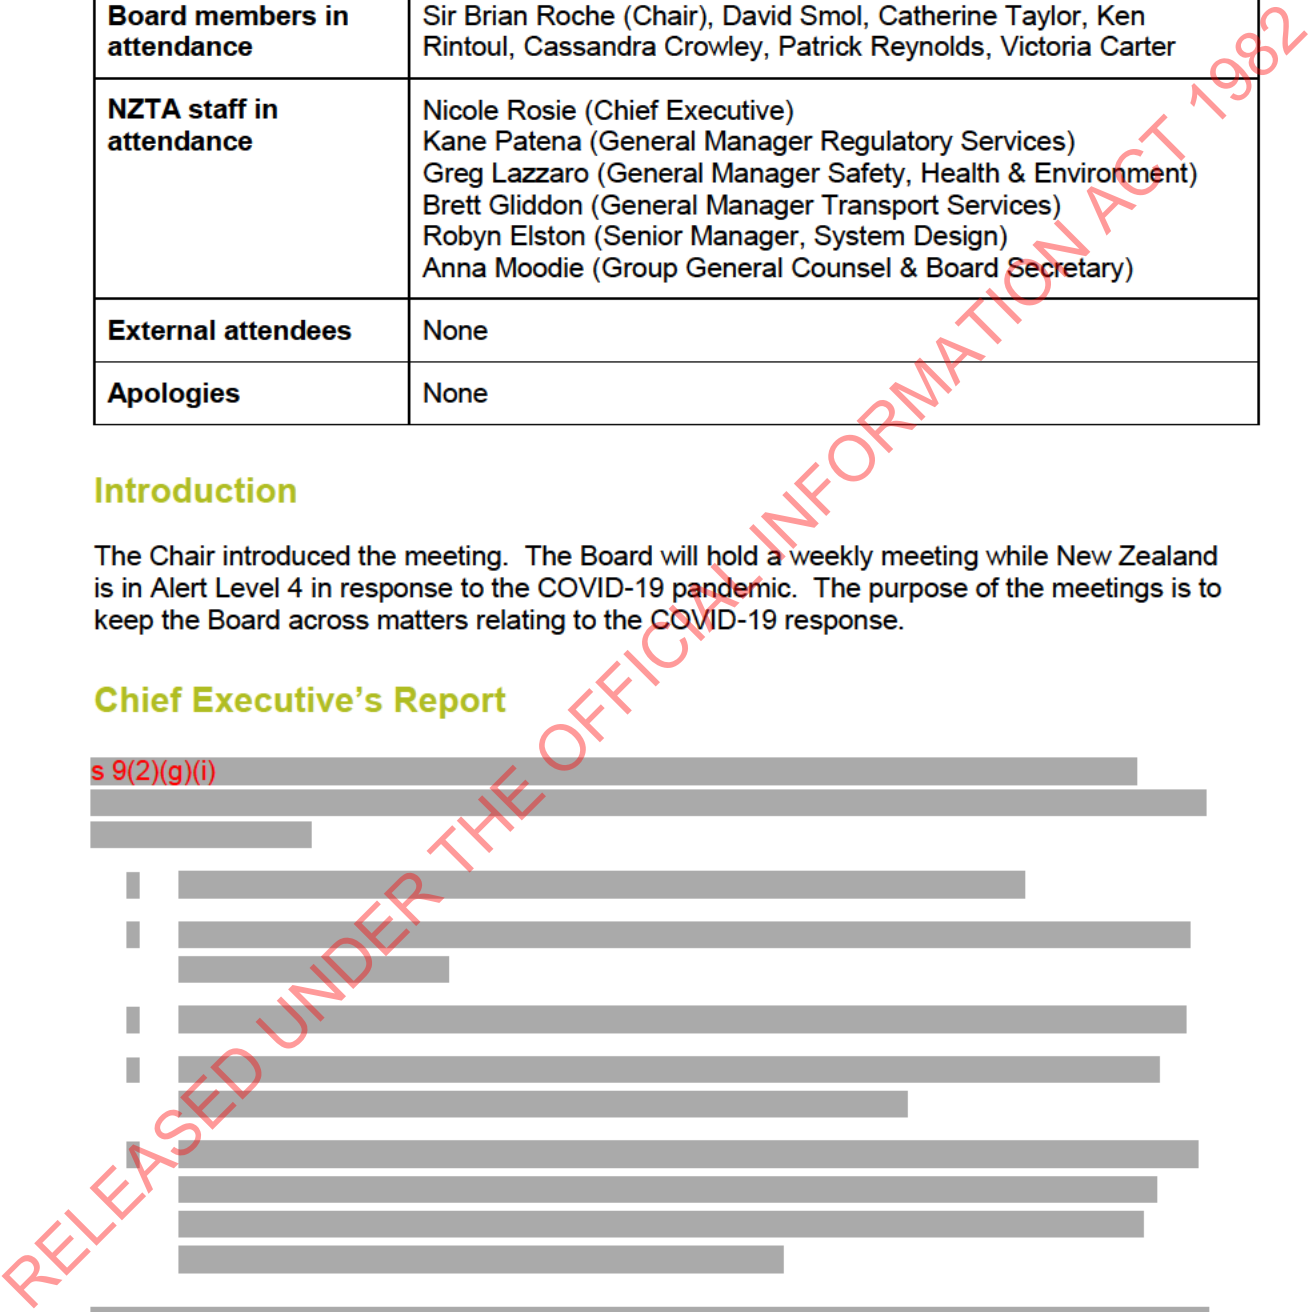 Board members in
attendance
Sir Brian Roche (Chair), David Smol, Catherine Taylor, Ken
Rintoul, Cassandra Crowley, Patrick Reynolds, Victoria Carter
NZTA staff in
attendance
Nicole Rosie (Chief Executive)
Kane Patena (General Manager Regulatory Services)
Greg Lazzaro (General Manager Safety, Health & Environment)
Brett Gliddon (General Manager Transport Services)
Robyn Elston (Senior Manager, System Design)
Anna Moodie (Group General Counsel & Board Secretary)
External attendees
None
Apologies
None
Introduction
The Chair introduced the meeting.  The Board will hold a weekly meeting while New Zealand
is in Alert Level 4 in response to the COVID-19 pandemic.  The purpose of the meetings is to
keep the Board across matters relating to the COVID-19 response.
Chief Executive’s Report
s 9(2)(g)(i)
RELEASED UNDER THE OFFICIAL INFORMATION ACT 1982